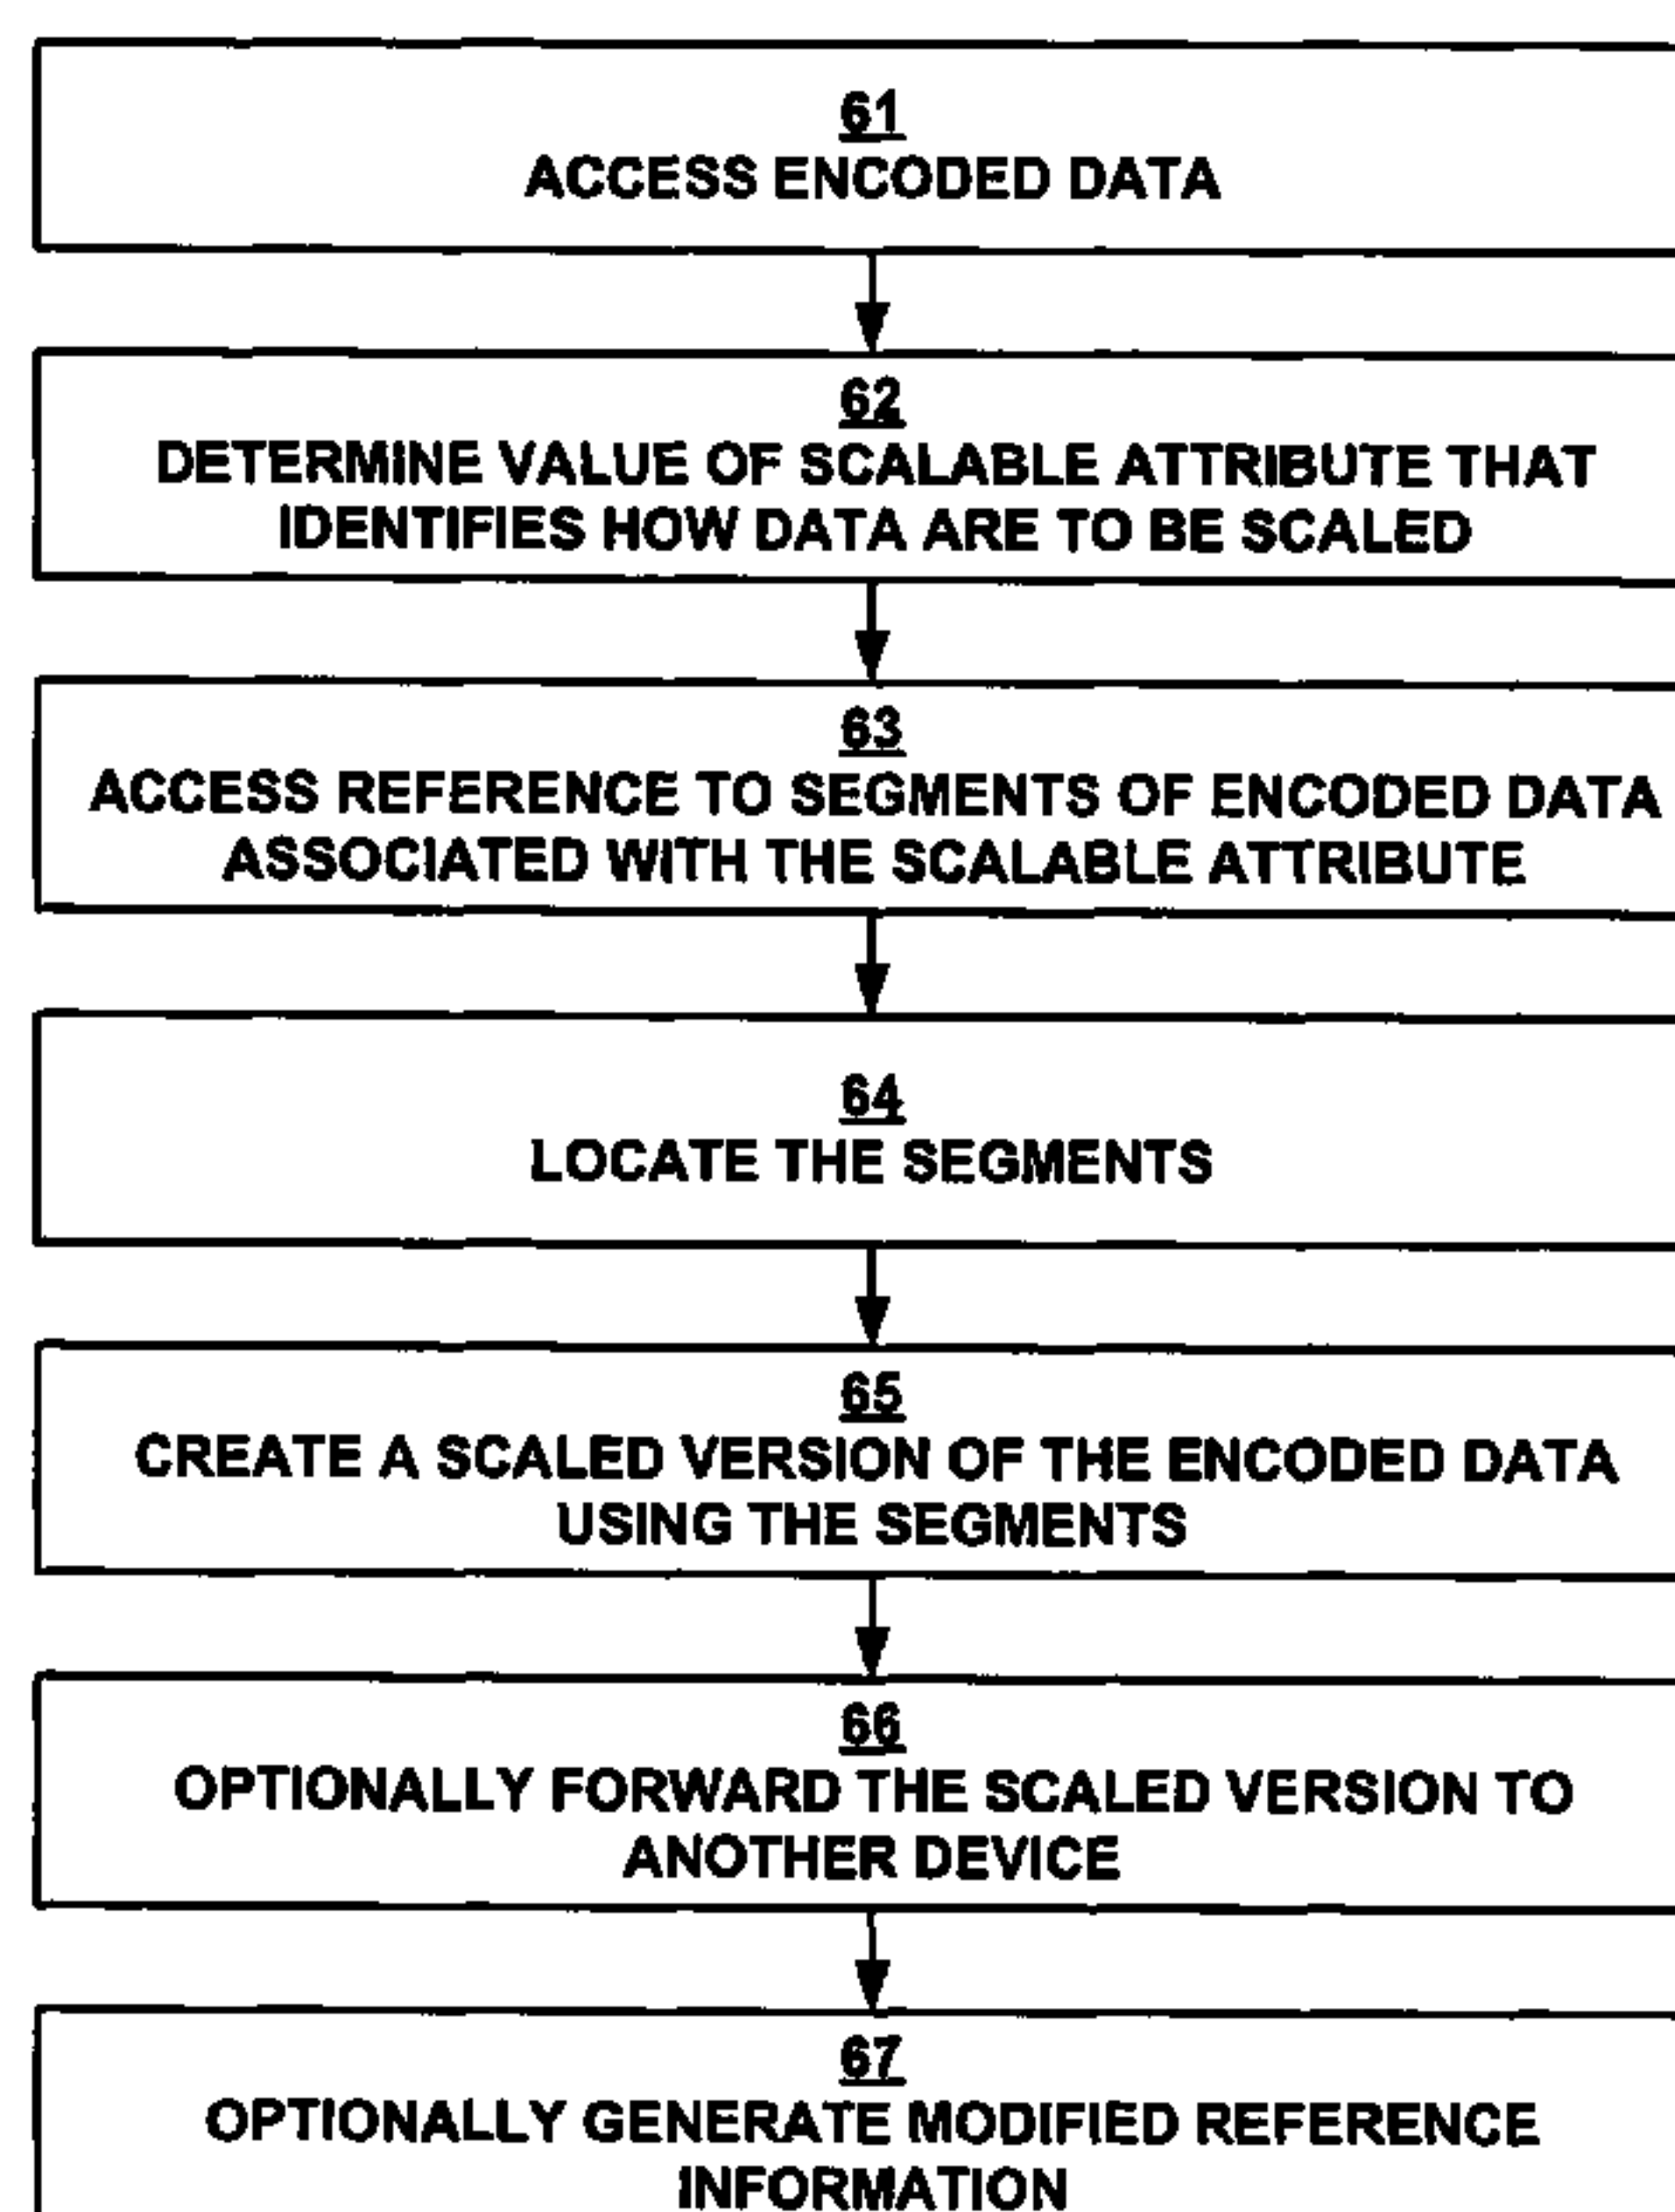 61
ACCESS ENCODED DATA
62
DETERMINE VALUE OF SCALABLE ATTRIBUTE THAT
IDENTIFIES HOW DATA ARE TO BE SCALED
63
ACCESS REFERENCE TO SEGMENTS OF ENCODED DATA
ASSOCIATED WITH THE SCALABLE ATTRIBUTE
64
LOCATE THE SEGMENTS
65
CREATE A SCALED VERSION OF THE ENCODED DATA
USING THE SEGMENTS
66
OPTIONALLY FORWARD THE SCALED VERSION TO
ANOTHER DEVICE
67
OPTIONALLY GENERATE MODIFIED REFERENCE
INFORMATION